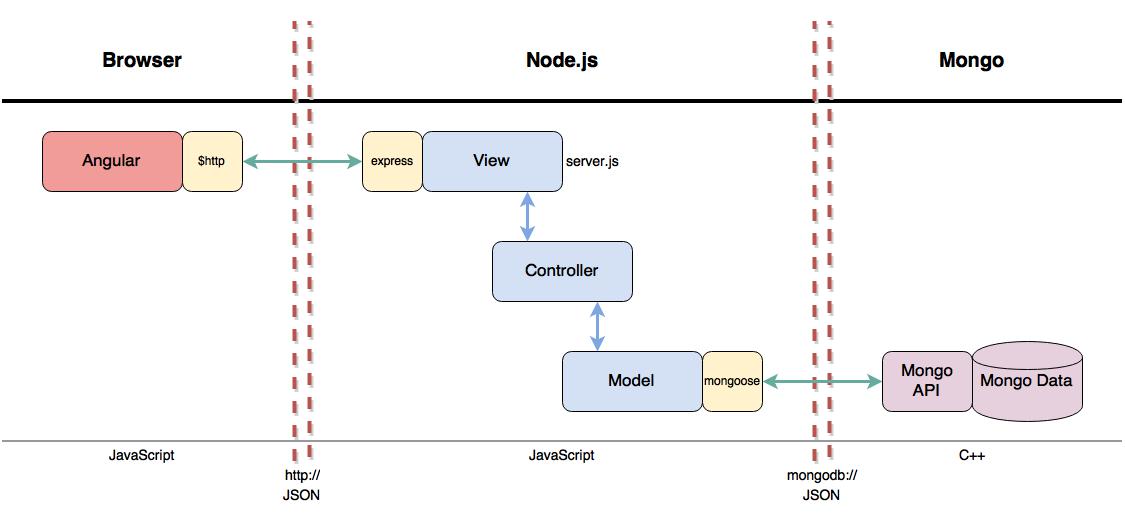 Browser
Node.js
Mongo
Angular
$http
express
View
server.js
Controller
Model
mongoose
Mongo
API
Mongo Data
JavaScript
JavaScript
C++
http://
JSON
mongodb://
JSON